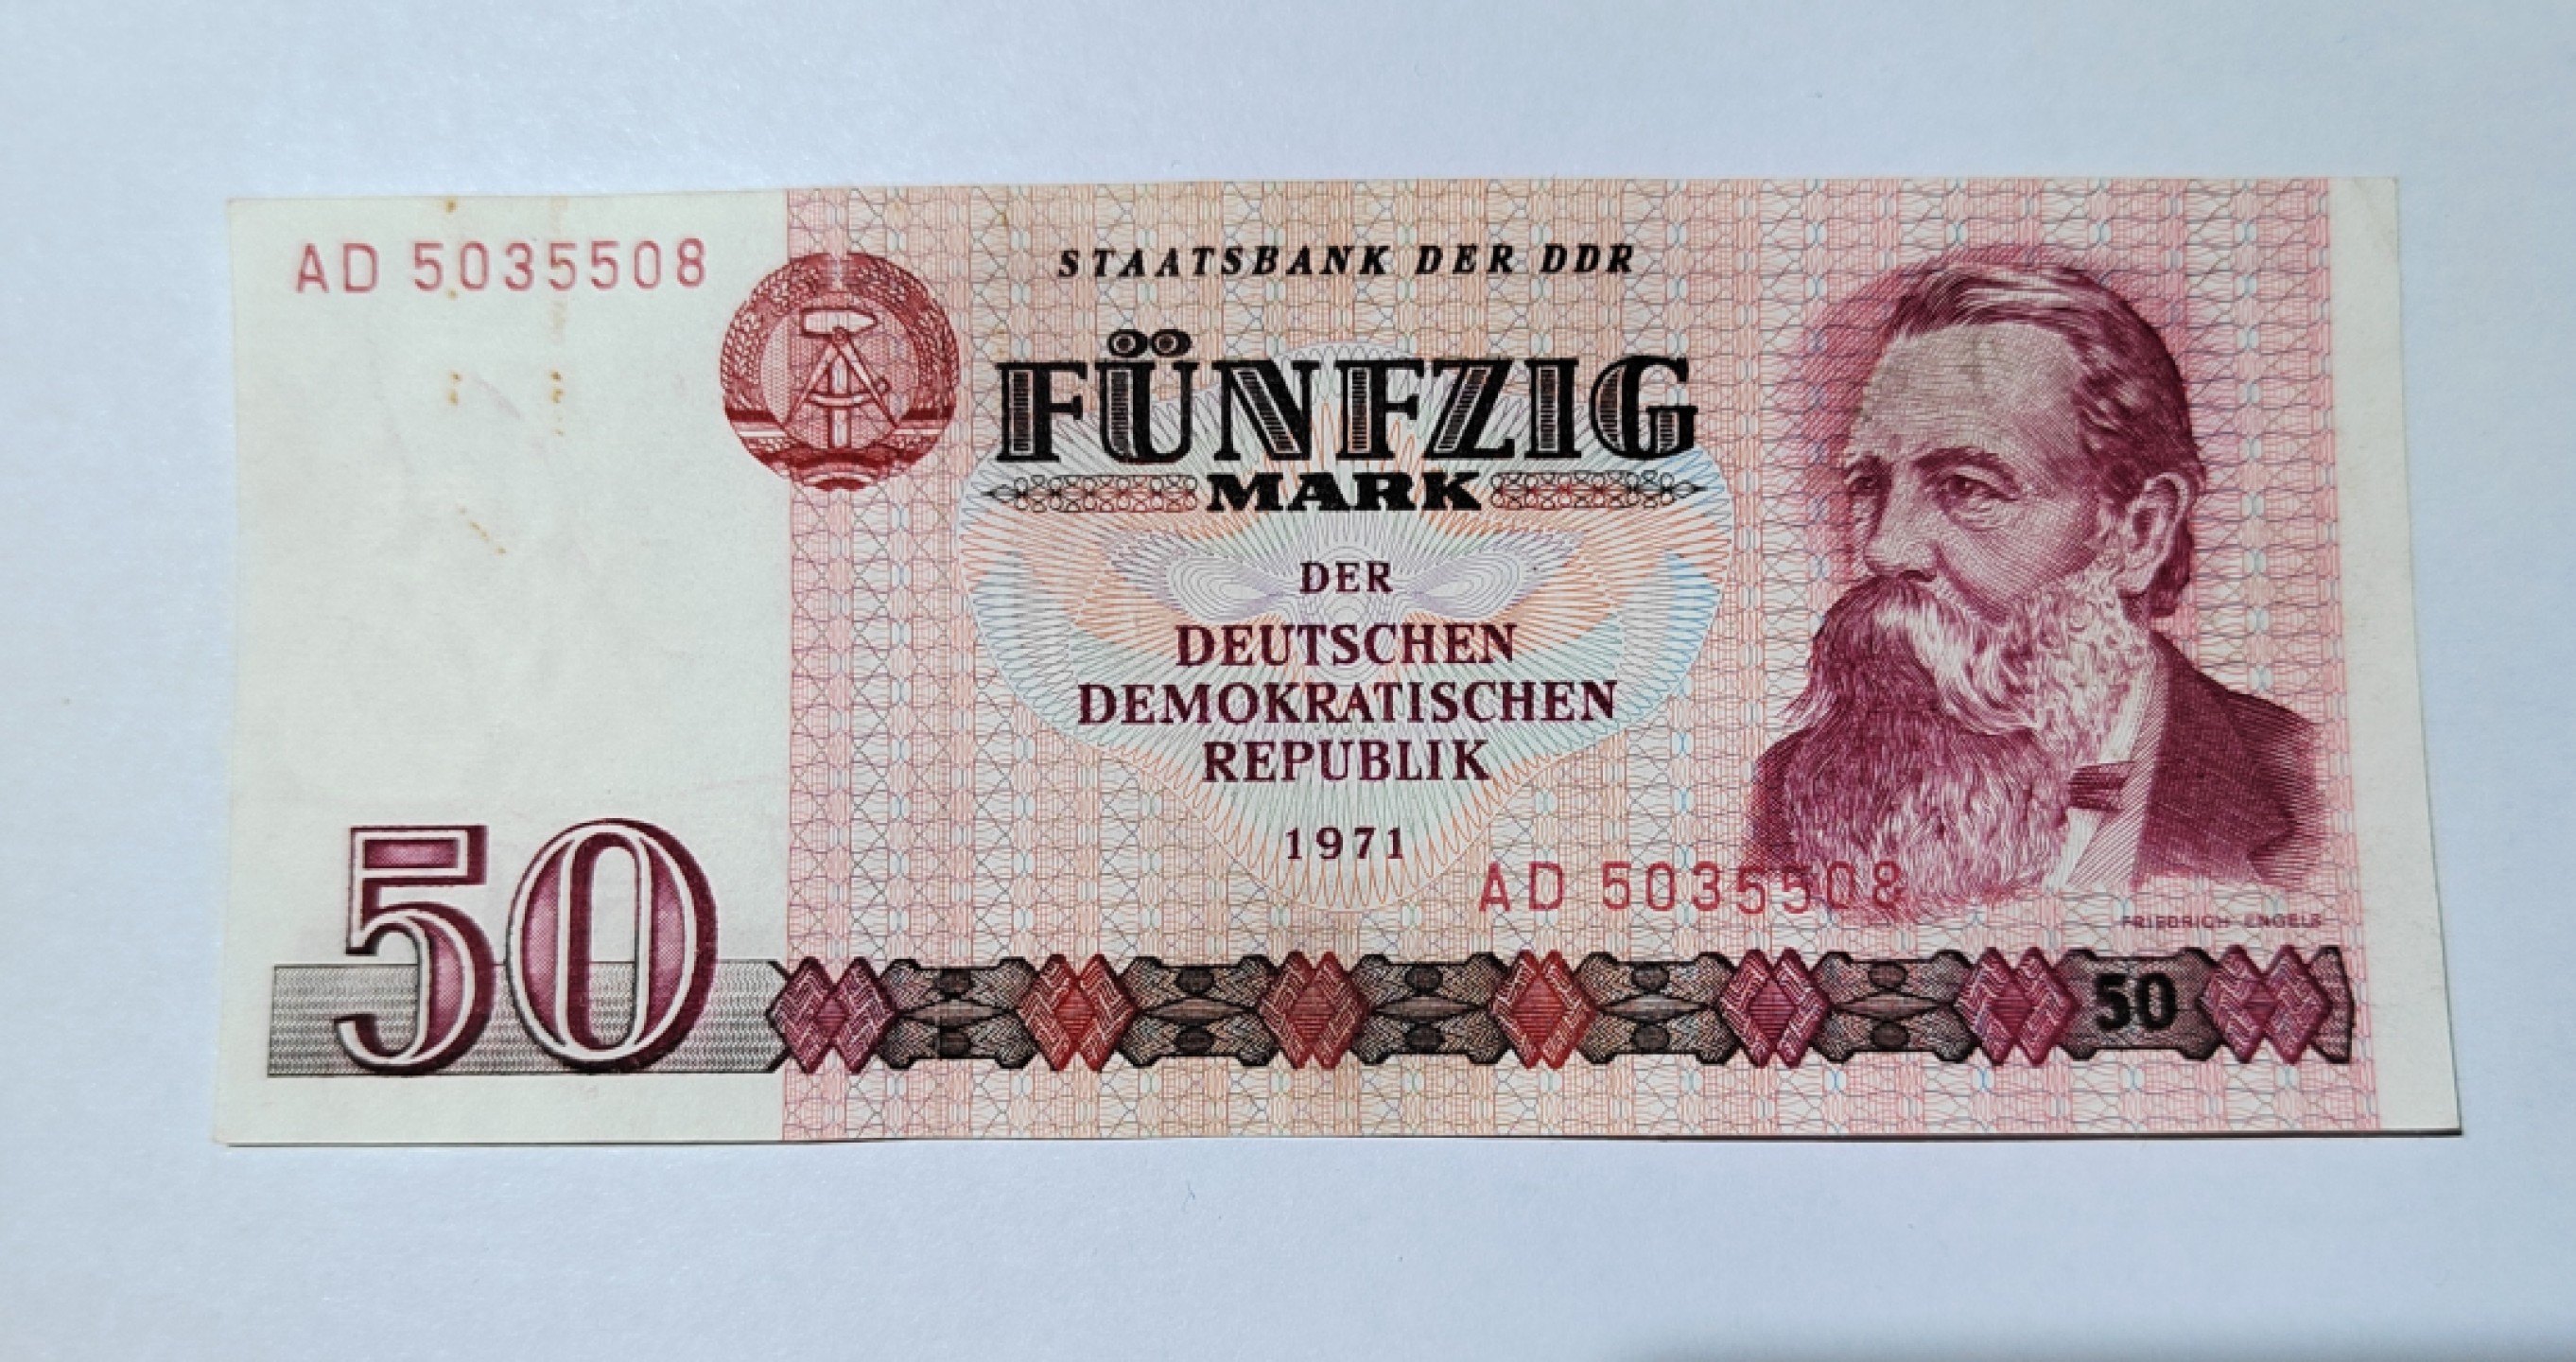 AD 5035508
STAATSBANK DER DDR
FÜNFZIG
MARK
DER
DEUTSCHEN
DEMOKRATISCHEN
REPUBLIK
1971
AD 5035508
FRIEDRICH ENGELS
50
50